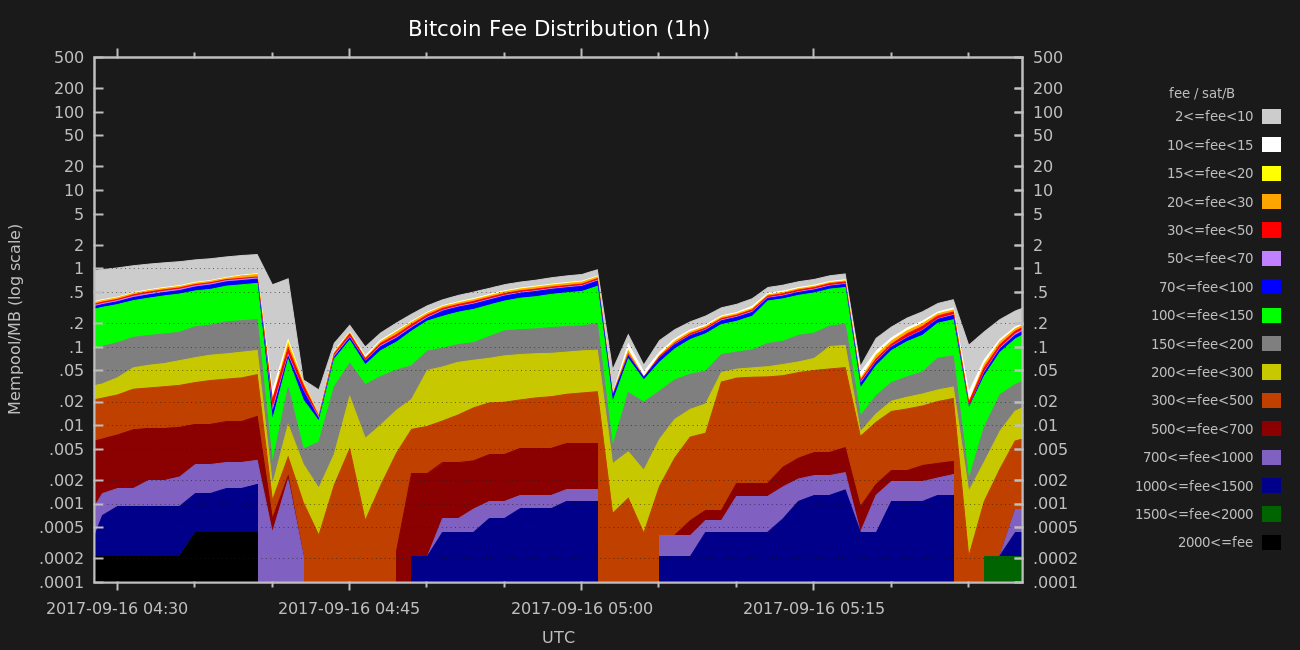 Bitcoin Fee Distribution (1h)
500
200
100
50
20
10
5
2
1
.5
.2
.1
.05
.02
.01
.005
.002
.001
.0005
.0002
.0001
Mempool/MB (log scale)
500
200
100
50
20
10
5
2
1
.5
.2
.1
.05
.02
.01
.005
.002
.001
.0005
.0002
.0001
2017-09-16 04:30
2017-09-16 04:45
2017-09-16 05:00
2017-09-16 05:15
UTC
fee / sat/B
2<=fee<10
10<=fee<15
15<=fee<20
20<=fee<30
30<=fee<50
50<=fee<70
70<=fee<100
100<=fee<150
150<=fee<200
200<=fee<300
300<=fee<500
500<=fee<700
700<=fee<1000
1000<=fee<1500
1500<=fee<2000
2000<=fee